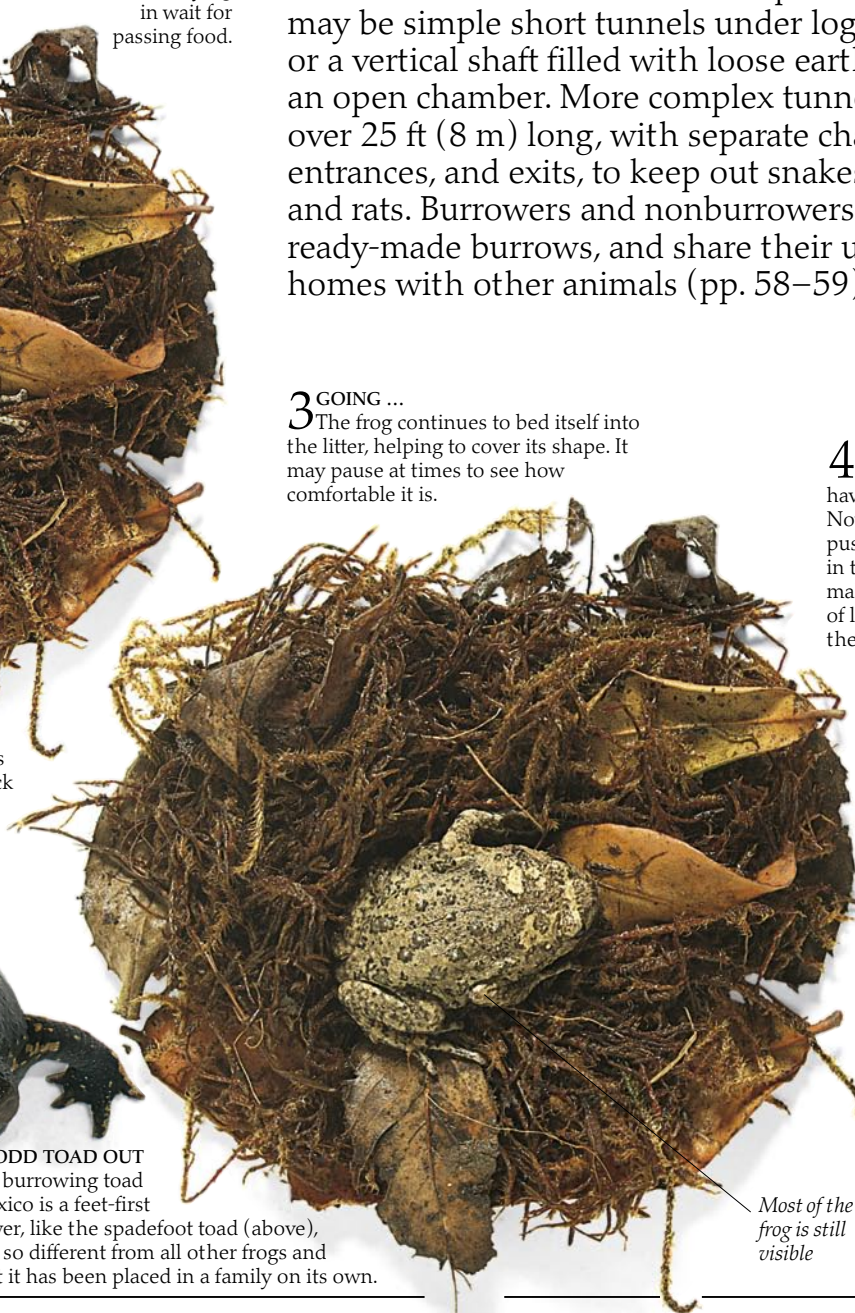 in wait for
passing food.
may be simple short tunnels under log
or a vertical shaft filled with loose eart
an open chamber. More complex tunn
over 25 ft (8 m) long, with separate cha
entrances, and exits, to keep out snakes
and rats. Burrowers and nonburrowers
ready-made burrows, and share their u
homes with other animals (pp. 58–59)
3 GOING ...
The frog continues to bed itself into
the litter, helping to cover its shape. It
may pause at times to see how
comfortable it is.
4
hav
No
pus
in t
ma
of l
the
s
ck
ODD TOAD OUT
burrowing toad
xico is a feet-first
er, like the spadefoot toad (above),
so different from all other frogs and
t it has been placed in a family on its own.
Most of the
frog is still
visible